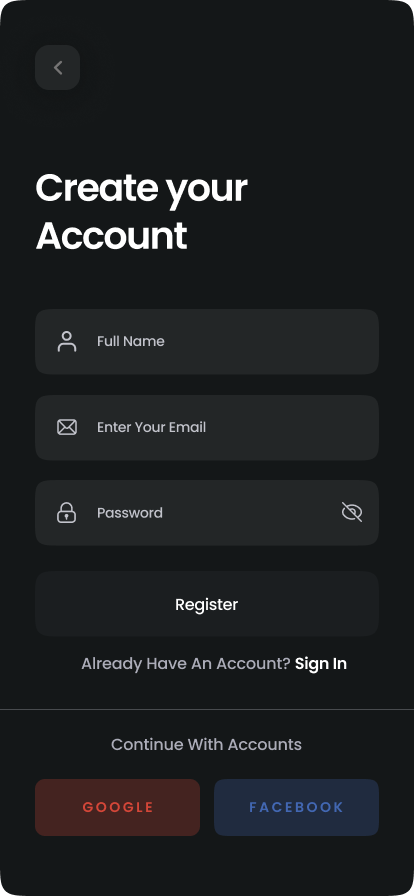 Create your
Account
Full Name
Enter Your Email
Password
Register
Already Have An Account? Sign In
Continue With Accounts
GOOGLE
FACEBOOK